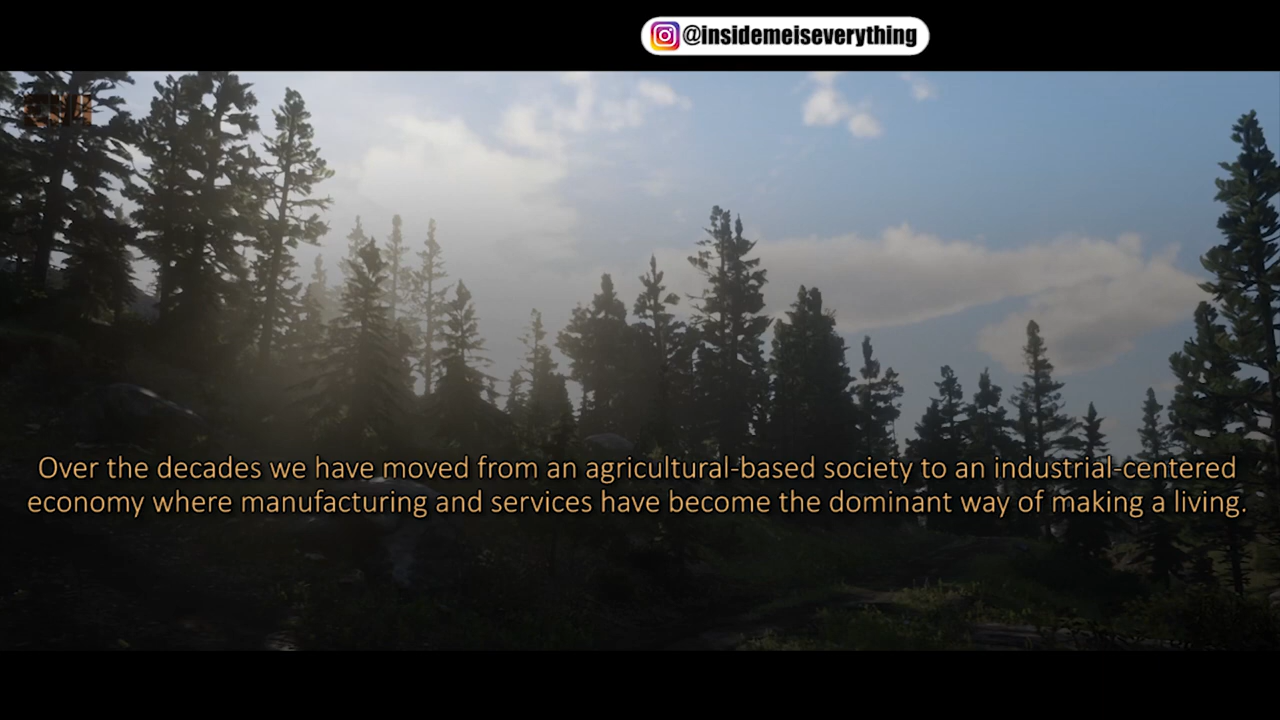 @insidemeiseverything
Over the decades we have moved from an agricultural-based society to an industrial-centered
economy where manufacturing and services have become the dominant way of making a living.